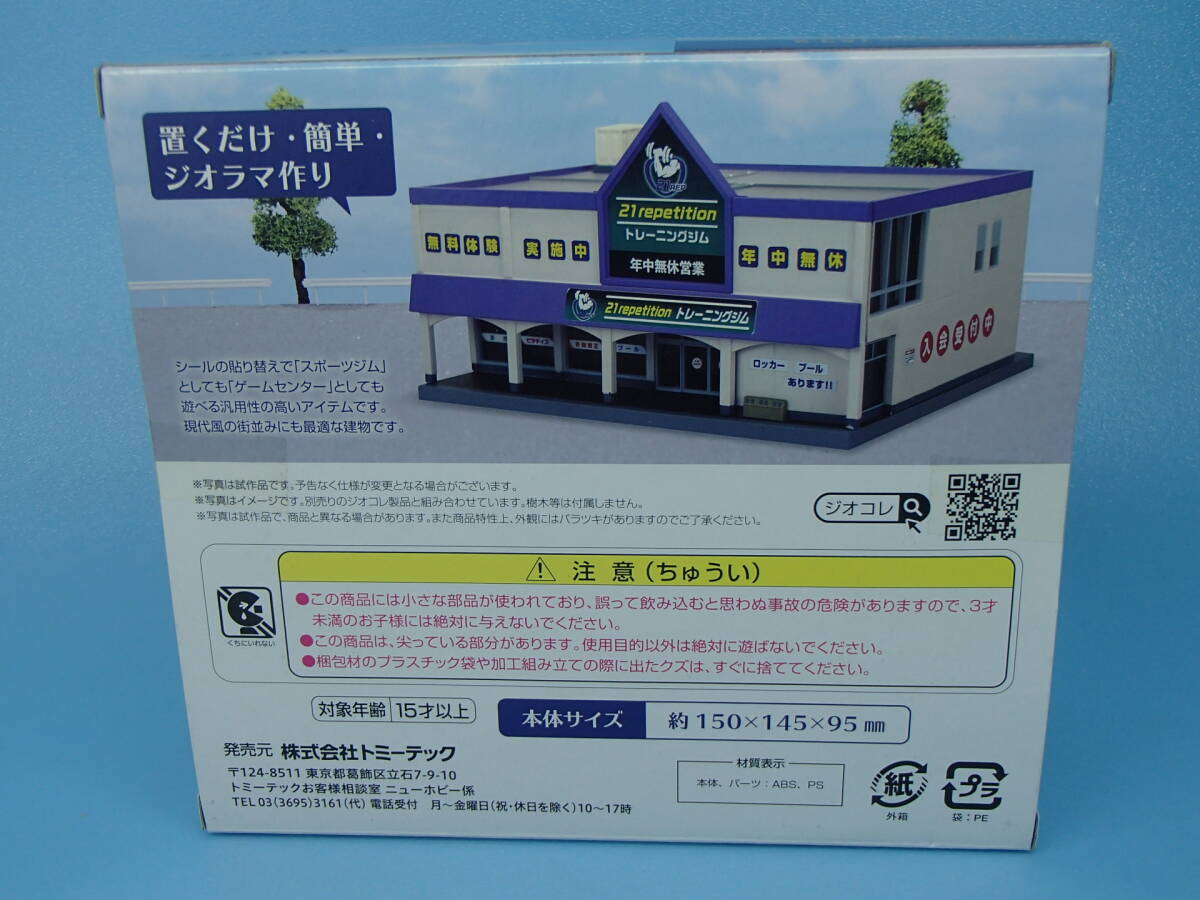 置くだけ・簡単・
ジオラマ作り
21 REP
21 repetition
トレーニングジム
年中無休営業
無料体験 実施中
年中無休
21 repetition トレーニングジム
ピラティス
プール
ロッカー プール
あります!!
入会受付中
シールの貼り替えで「スポーツジム」
としても「ゲームセンター」としても
遊べる汎用性の高いアイテムです。
現代風の街並みにも最適な建物です。
※写真は試作品です。予告なく仕様が変更となる場合がございます。
※写真はイメージです。別売りのジオコレ製品と組み合わせています。樹木等は付属しません。
※写真は試作品で、商品と異なる場合があります。また商品特性上、外観にはバラツキがありますのでご了承ください。
ジオコレ
注 意(ちゅうい)
くちにいれない
●この商品には小さな部品が使われており、誤って飲み込むと思わぬ事故の危険がありますので、3才
未満のお子様には絶対に与えないでください。
●この商品は、尖っている部分があります。使用目的以外は絶対に遊ばないでください。
●梱包材のプラスチック袋や加工組み立ての際に出たクズは、すぐに捨ててください。
対象年齢 15才以上
本体サイズ 約150×145×95㎜
発売元 株式会社トミーテック
〒124-8511 東京都葛飾区立石7-9-10
トミーテックお客様相談室 ニューホビー係
TEL 03(3695)3161(代) 電話受付 月〜金曜日(祝・休日を除く)10〜17時
材質表示
本体、パーツ：ABS、PS
紙
外箱
プラ
袋：PE